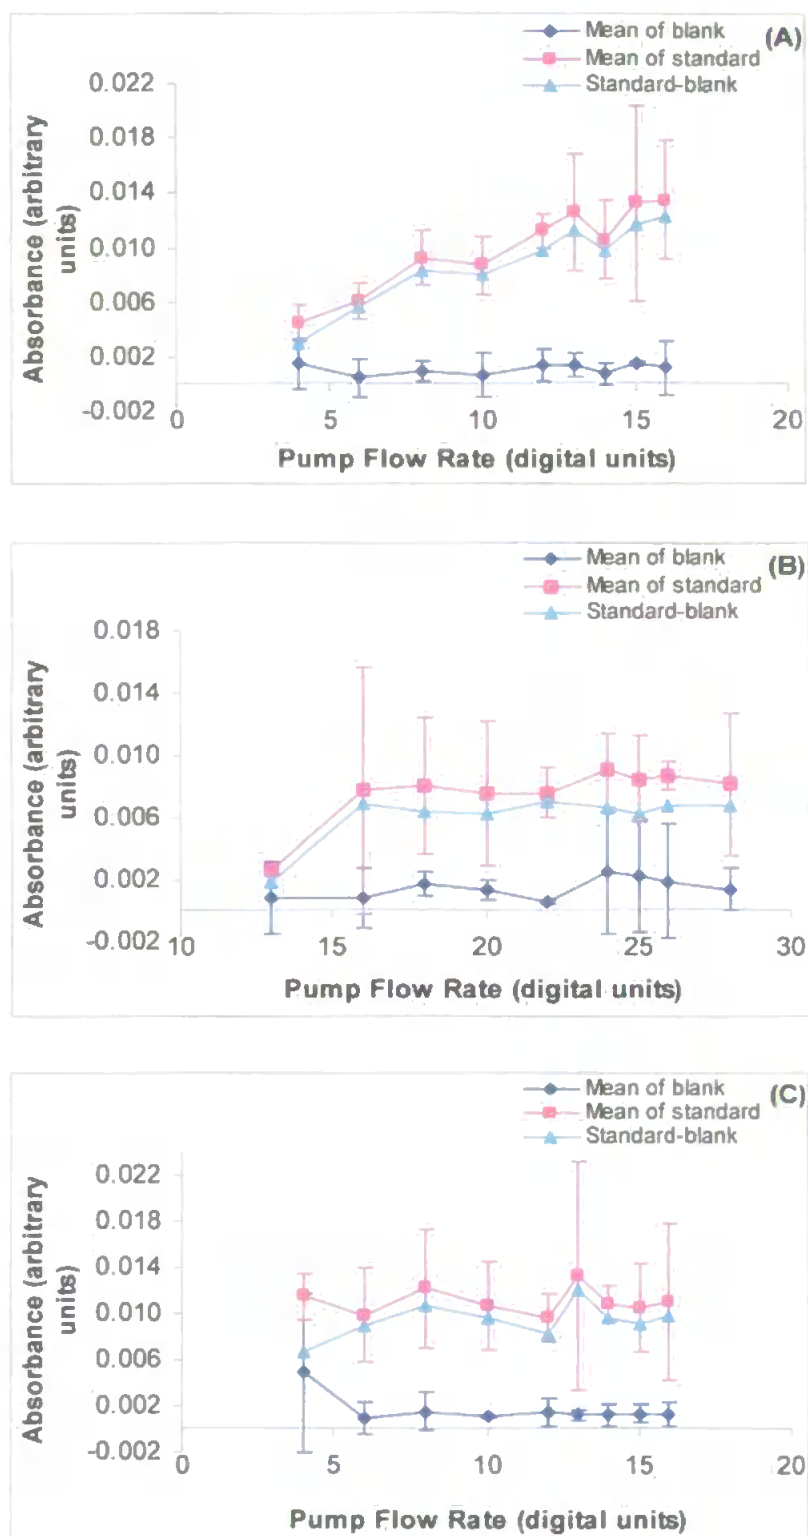 Mean of blank
(A)
Mean of standard
Standard-blank
0.022
0.018
0.014
0.010
0.006
0.002
-0.002
Absorbance (arbitrary
units)
0 5 10 15 20
Pump Flow Rate (digital units)
Mean of blank
(B)
Mean of standard
Standard-blank
0.018
0.014
0.010
0.006
0.002
-0.002
Absorbance (arbitrary
units)
10 15 20 25 30
Pump Flow Rate (digital units)
Mean of blank
(C)
Mean of standard
Standard-blank
0.022
0.018
0.014
0.010
0.006
0.002
-0.002
Absorbance (arbitrary
units)
0 5 10 15 20
Pump Flow Rate (digital units)